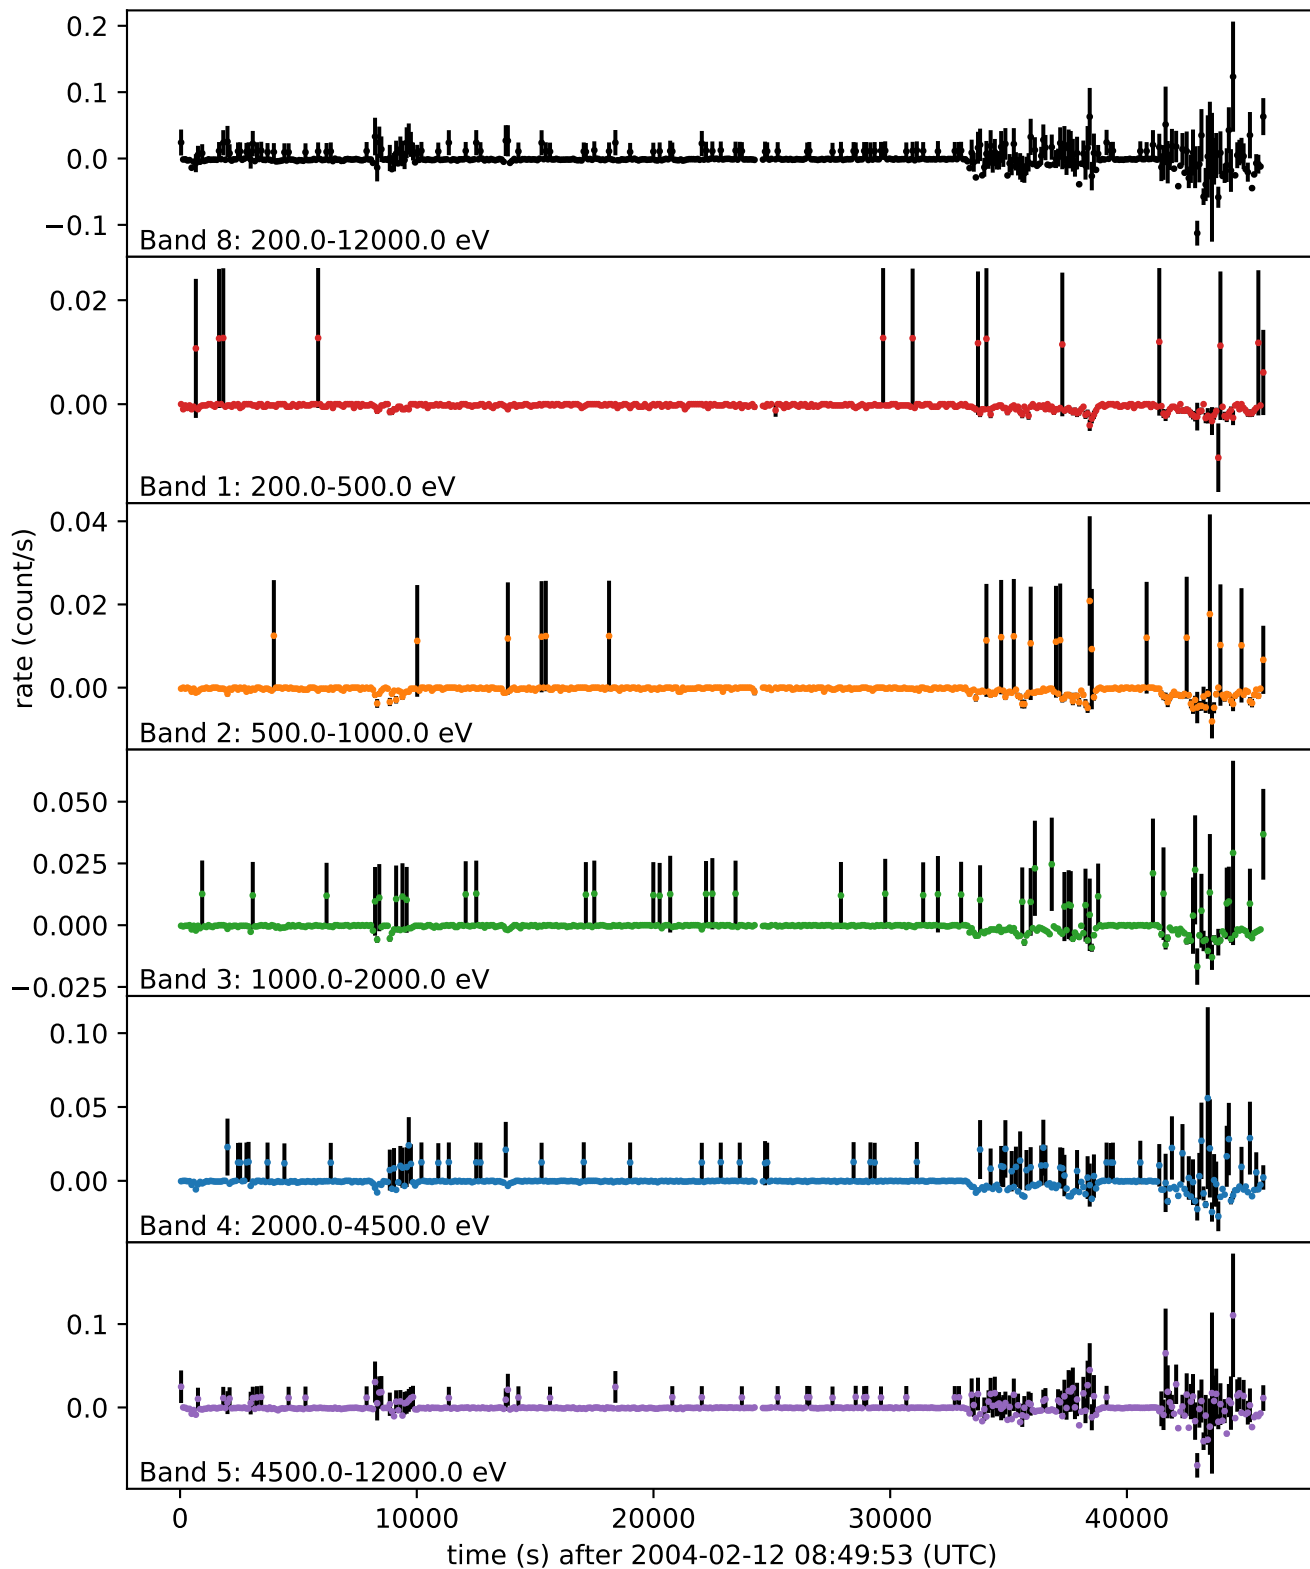 0.2
0.1
0.0
−0.1
Band 8: 200.0-12000.0 eV
0.02
0.00
Band 1: 200.0-500.0 eV
0.04
0.02
0.00
Band 2: 500.0-1000.0 eV
rate (count/s)
0.050
0.025
0.000
−0.025
Band 3: 1000.0-2000.0 eV
0.10
0.05
0.00
Band 4: 2000.0-4500.0 eV
0.1
0.0
Band 5: 4500.0-12000.0 eV
0 10000 20000 30000 40000
time (s) after 2004-02-12 08:49:53 (UTC)